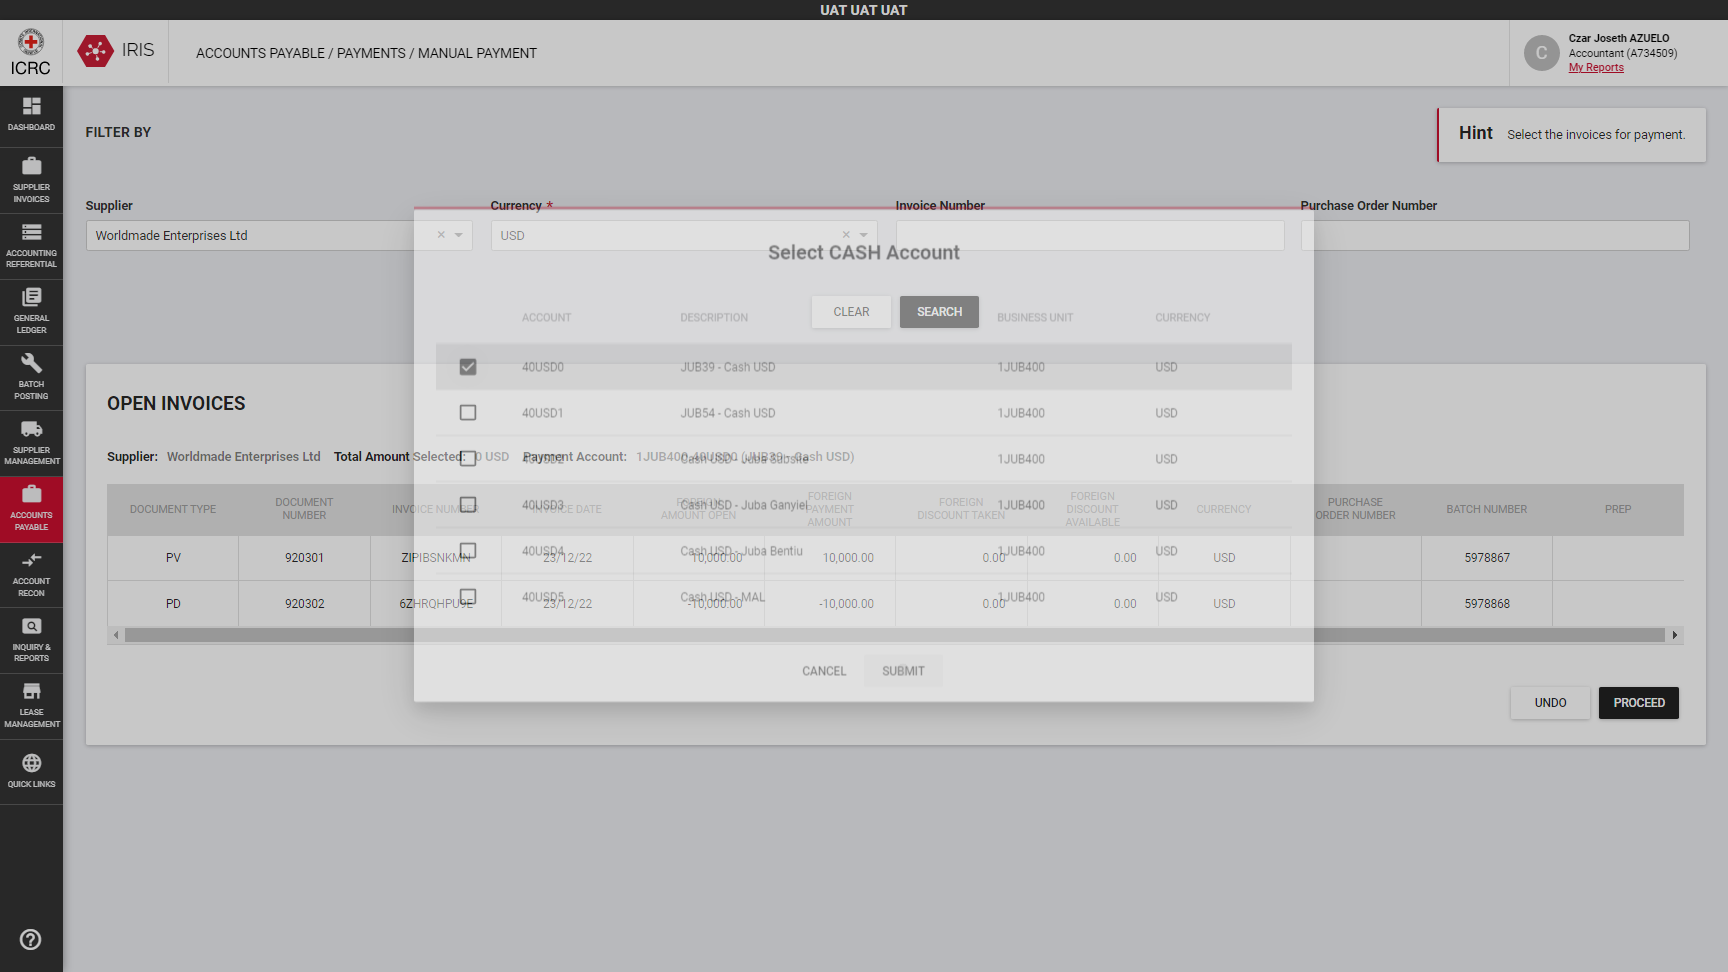 UAT UAT UAT
ICRC
IRIS
ACCOUNTS PAYABLE / PAYMENTS / MANUAL PAYMENT
C
Czar Joseth AZUELO
Accountant (A734509)
My Reports
DASHBOARD
SUPPLIER
INVOICES
ACCOUNTING
REFERENTIAL
GENERAL
LEDGER
BATCH
POSTING
SUPPLIER
MANAGEMENT
ACCOUNTS
PAYABLE
ACCOUNT
RECON
INQUIRY &
REPORTS
LEASE
MANAGEMENT
QUICK LINKS
FILTER BY
Hint Select the invoices for payment.
Supplier Currency * Invoice Number Purchase Order Number
Worldmade Enterprises Ltd USD
Select CASH Account
CLEAR SEARCH
ACCOUNT DESCRIPTION BUSINESS UNIT CURRENCY
40USD0 JUB39 - Cash USD 1JUB400 USD
40USD1 JUB54 - Cash USD 1JUB400 USD
40USD2 Cash USD - Juba Subsite 1JUB400 USD
40USD3 Cash USD - Juba Ganyiel 1JUB400 USD
40USD4 Cash USD - Juba Bentiu 1JUB400 USD
40USD5 Cash USD - MAL 1JUB400 USD
CANCEL SUBMIT
OPEN INVOICES
Supplier: Worldmade Enterprises Ltd Total Amount Selected: 0 USD Payment Account: 1JUB400.40USD0 (JUB39 - Cash USD)
DOCUMENT TYPE DOCUMENT NUMBER INVOICE NUMBER INVOICE DATE FOREIGN AMOUNT OPEN FOREIGN PAYMENT AMOUNT FOREIGN DISCOUNT TAKEN FOREIGN DISCOUNT AVAILABLE CURRENCY PURCHASE ORDER NUMBER BATCH NUMBER PREP
PV 920301 ZIPIBSNKMN 23/12/22 10,000.00 10,000.00 0.00 0.00 USD 5978867
PD 920302 6ZHRQHPU9E 23/12/22 -10,000.00 -10,000.00 0.00 0.00 USD 5978868
UNDO PROCEED